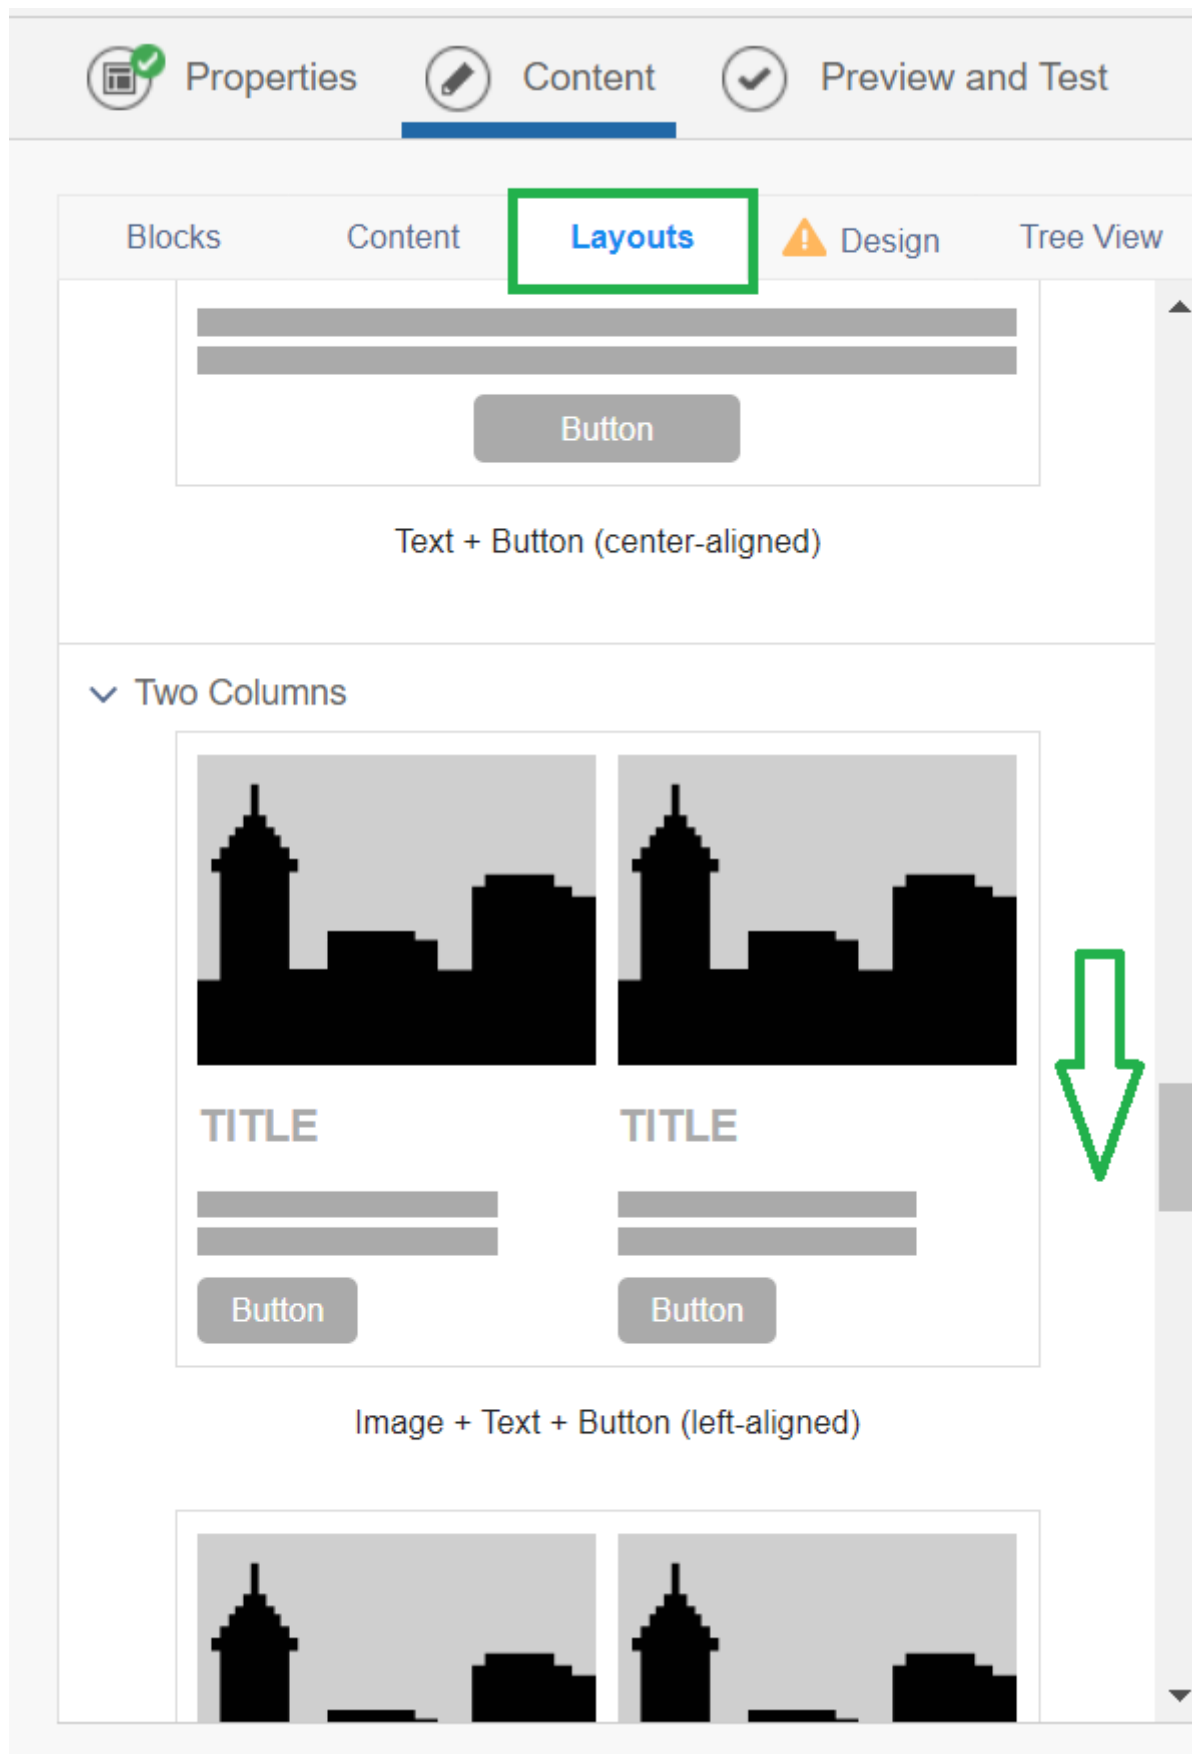 Properties Content Preview and Test
Blocks Content Layouts Design Tree View
Button
Text + Button (center-aligned)
Two Columns
TITLE TITLE
Button Button
Image + Text + Button (left-aligned)